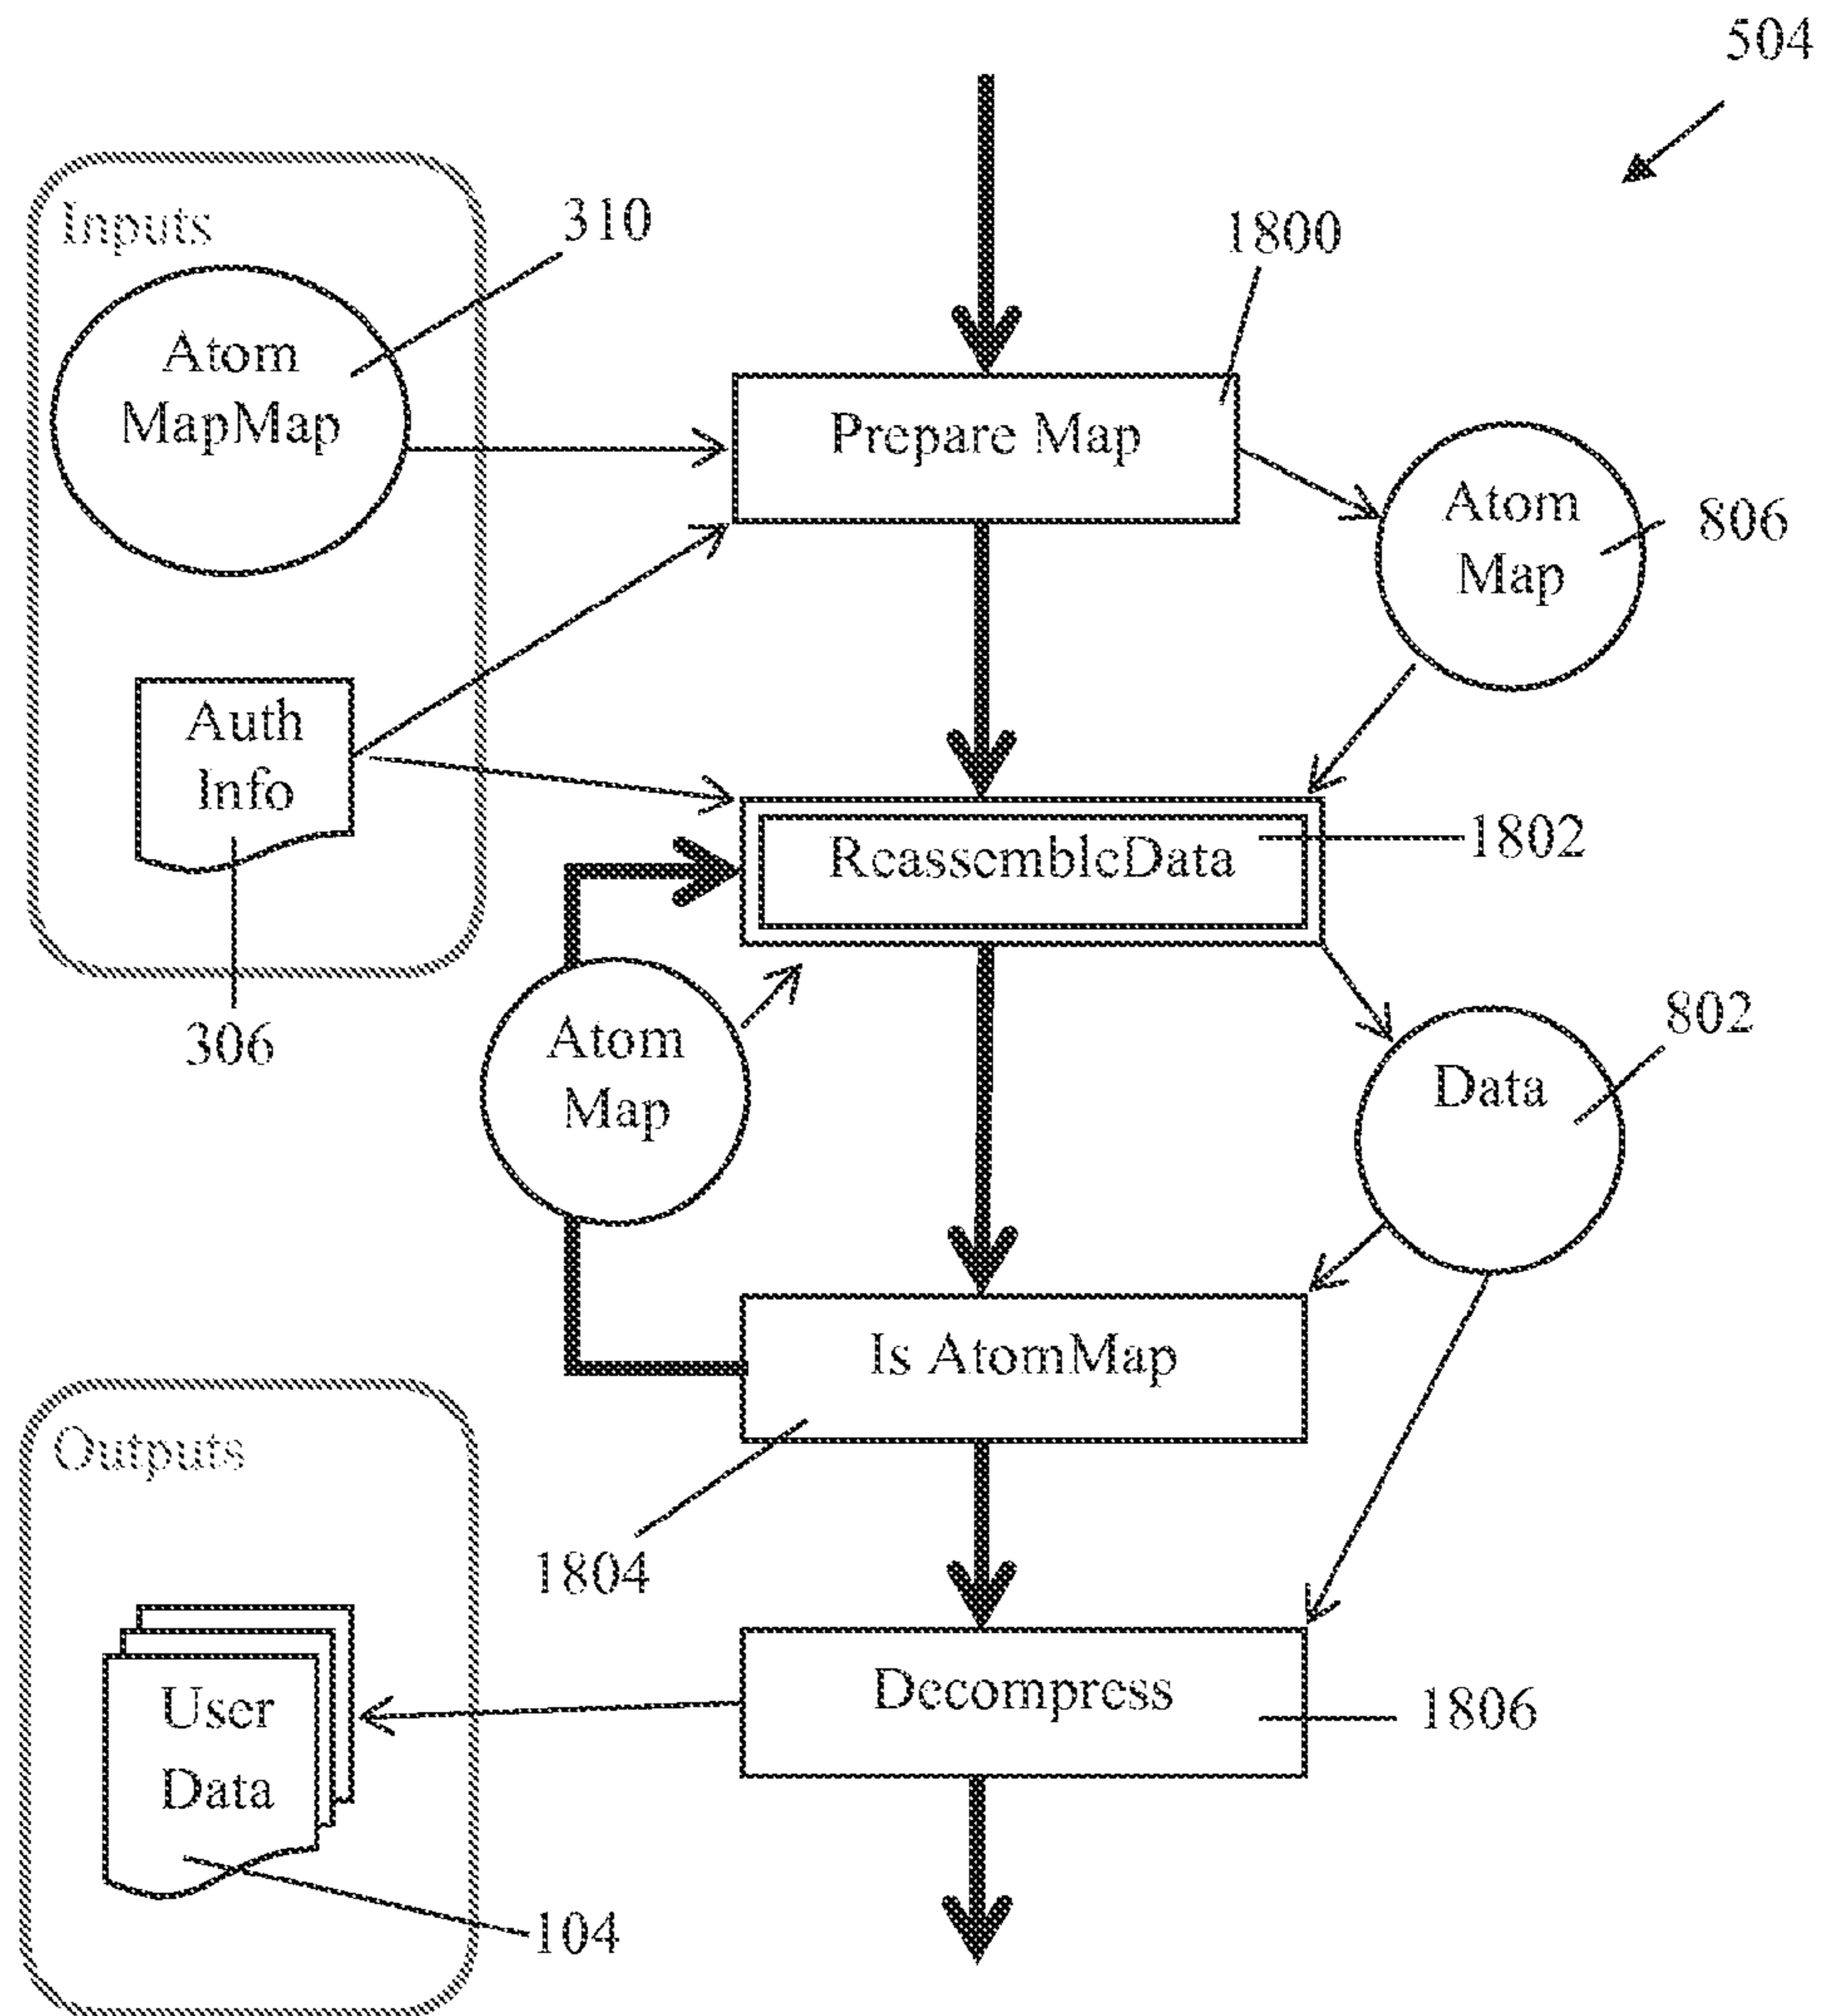 504
Inputs
310
1800
Atom
MapMap
Prepare Map
Atom
Map
806
Auth
Info
ReassembleData
1802
306
Atom
Map
802
Data
Is AtomMap
Outputs
1804
Decompress
1806
User
Data
104